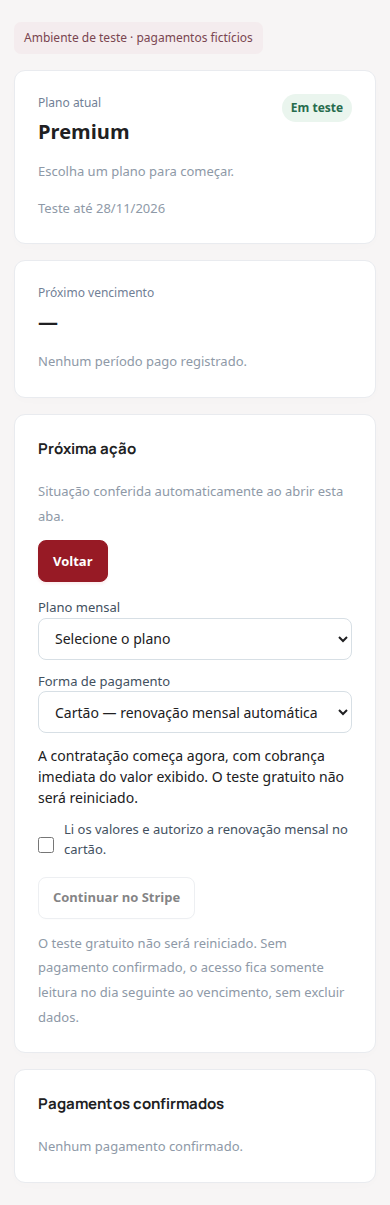 Ambiente de teste · pagamentos fictícios
Plano atual
Em teste
Premium
Escolha um plano para começar.
Teste até 28/11/2026
Próximo vencimento
—
Nenhum período pago registrado.
Próxima ação
Situação conferida automaticamente ao abrir esta
aba.
Voltar
Plano mensal
Selecione o plano
Forma de pagamento
Cartão — renovação mensal automática
A contratação começa agora, com cobrança
imediata do valor exibido. O teste gratuito não
será reiniciado.
Li os valores e autorizo a renovação mensal no
cartão.
Continuar no Stripe
O teste gratuito não será reiniciado. Sem
pagamento confirmado, o acesso fica somente
leitura no dia seguinte ao vencimento, sem excluir
dados.
Pagamentos confirmados
Nenhum pagamento confirmado.